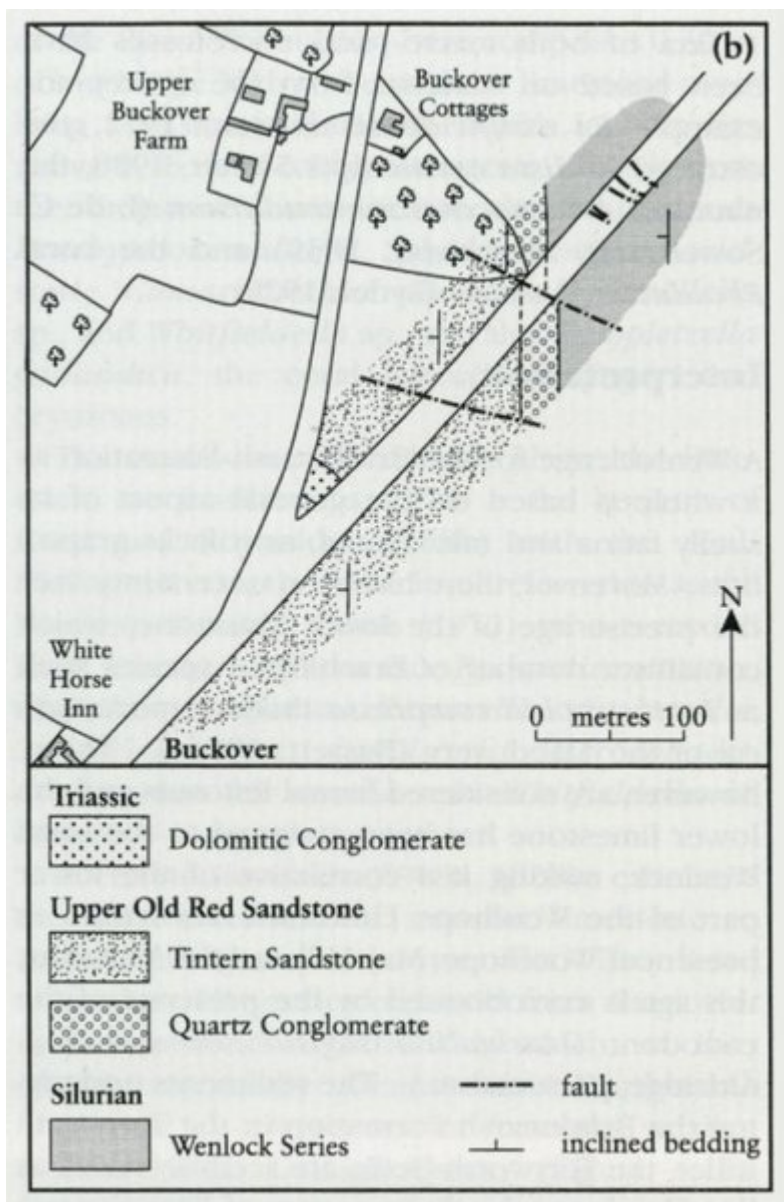 (b)
Upper
Buckover
Farm
Buckover
Cottages
White
Horse
Inn
Buckover
N
0 metres 100
Triassic
Dolomitic Conglomerate
Upper Old Red Sandstone
Tintern Sandstone
Quartz Conglomerate
Silurian
Wenlock Series
fault
inclined bedding